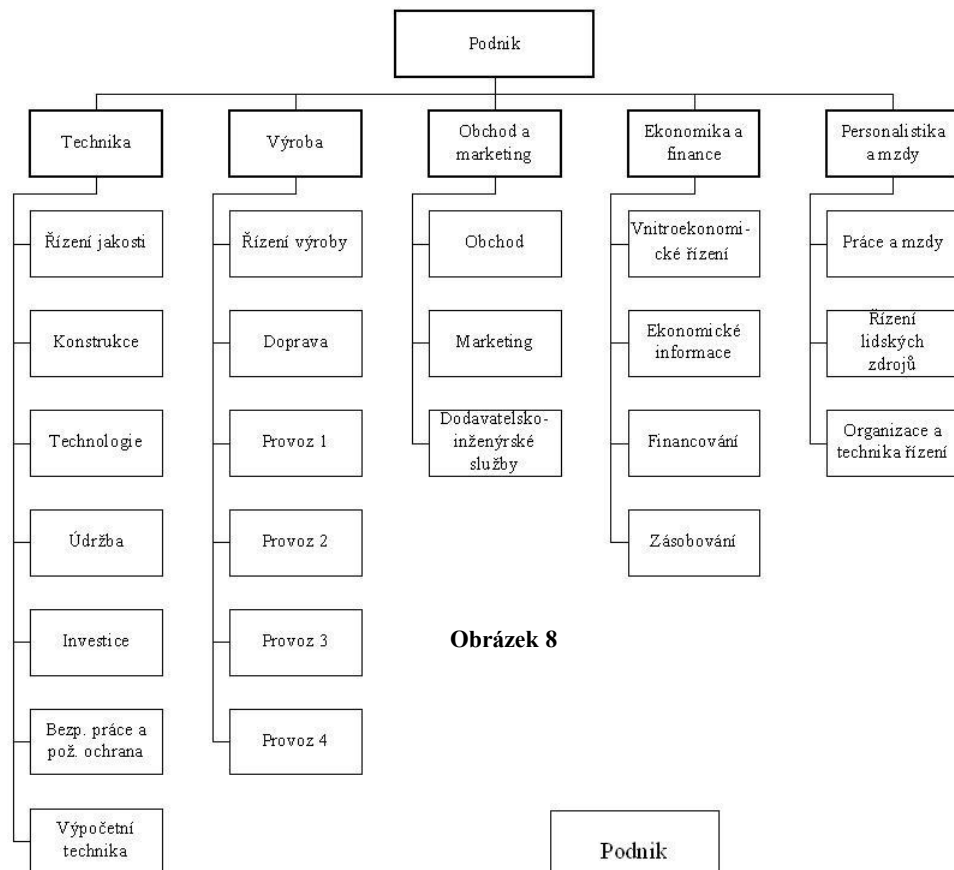 Podnik
Technika
Výroba
Obchod a
marketing
Ekonomika a
finance
Personalistika
a mzdy
Řízení jakosti
Konstrukce
Technologie
Údržba
Investice
Bezp. práce a
pož. ochrana
Výpočetní
technika
Řízení výroby
Doprava
Provoz 1
Provoz 2
Provoz 3
Provoz 4
Obchod
Marketing
Dodavatelsko-
inženýrské
služby
Vnitroekonomi-
cké řízení
Ekonomické
informace
Financování
Zásobování
Práce a mzdy
Řízení
lidských
zdrojů
Organizace a
technika řízení
Obrázek 8
Podnik